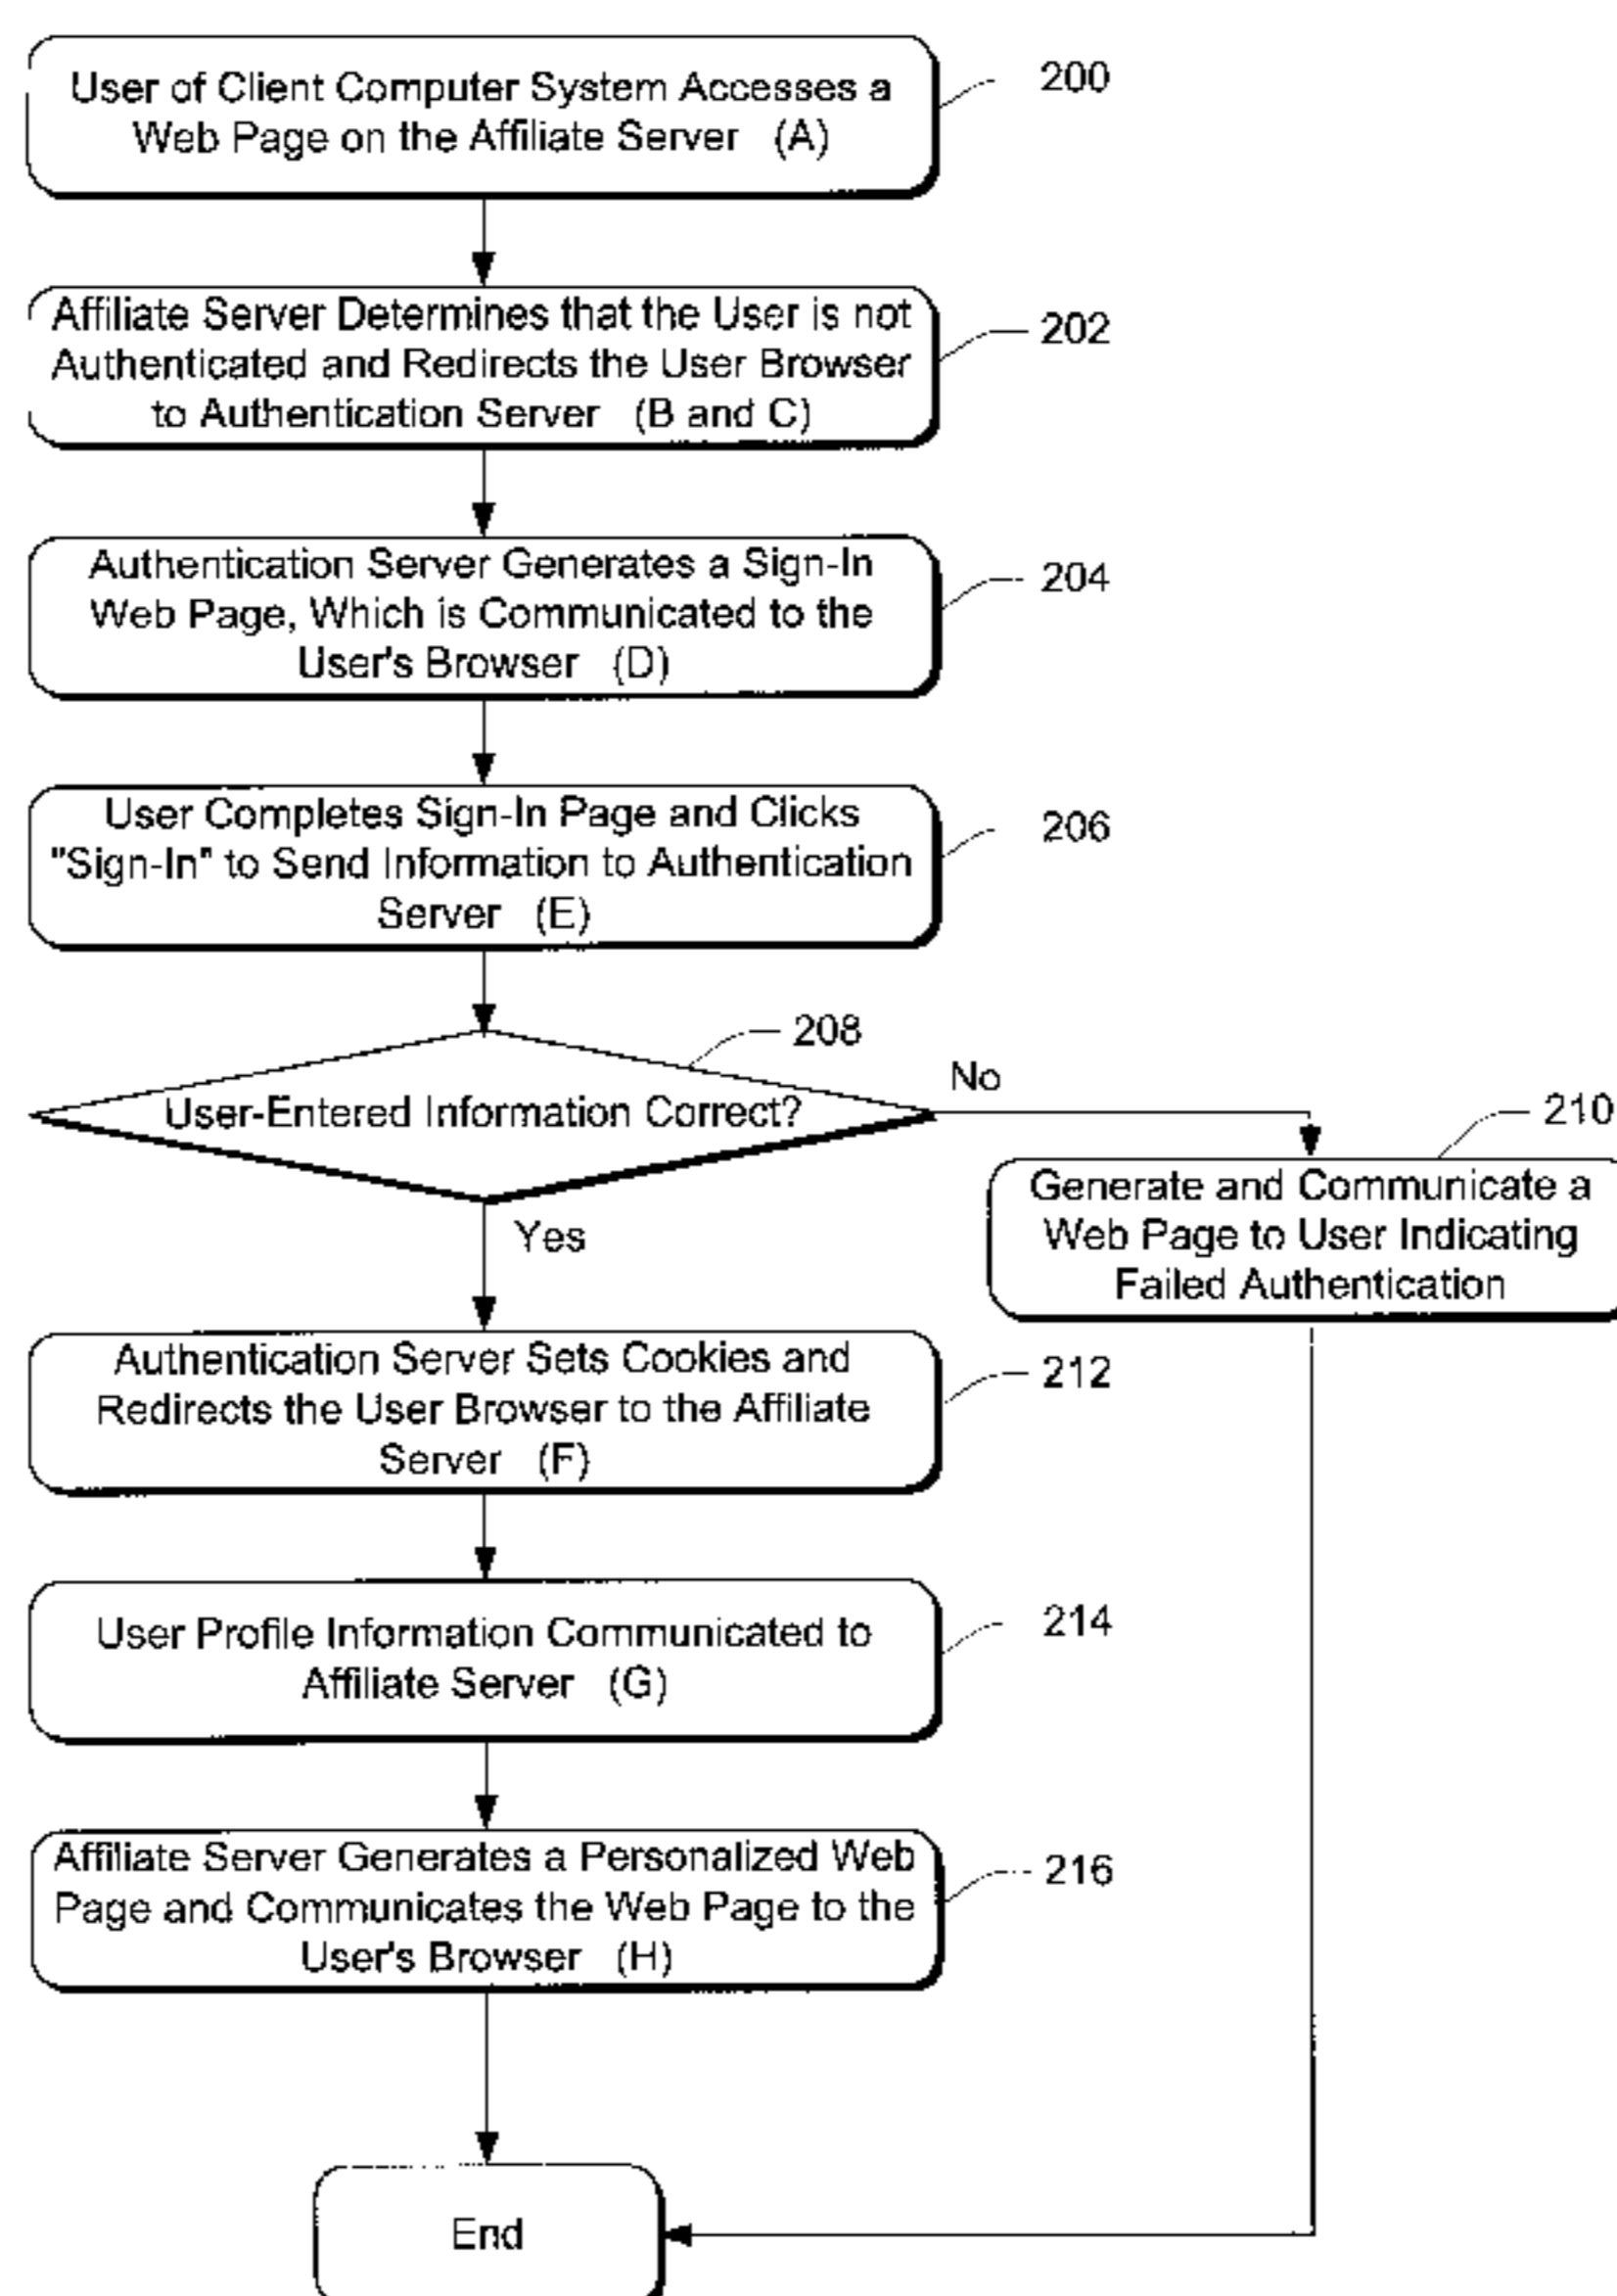 User of Client Computer System Accesses a
Web Page on the Affiliate Server (A)
200
Affiliate Server Determines that the User is not
Authenticated and Redirects the User Browser
to Authentication Server (B and C)
202
Authentication Server Generates a Sign-In
Web Page, Which is Communicated to the
User's Browser (D)
204
User Completes Sign-In Page and Clicks
"Sign-In" to Send Information to Authentication
Server (E)
206
208
User-Entered Information Correct?
No
Yes
210
Generate and Communicate a
Web Page to User Indicating
Failed Authentication
Authentication Server Sets Cookies and
Redirects the User Browser to the Affiliate
Server (F)
212
User Profile Information Communicated to
Affiliate Server (G)
214
Affiliate Server Generates a Personalized Web
Page and Communicates the Web Page to the
User's Browser (H)
216
End